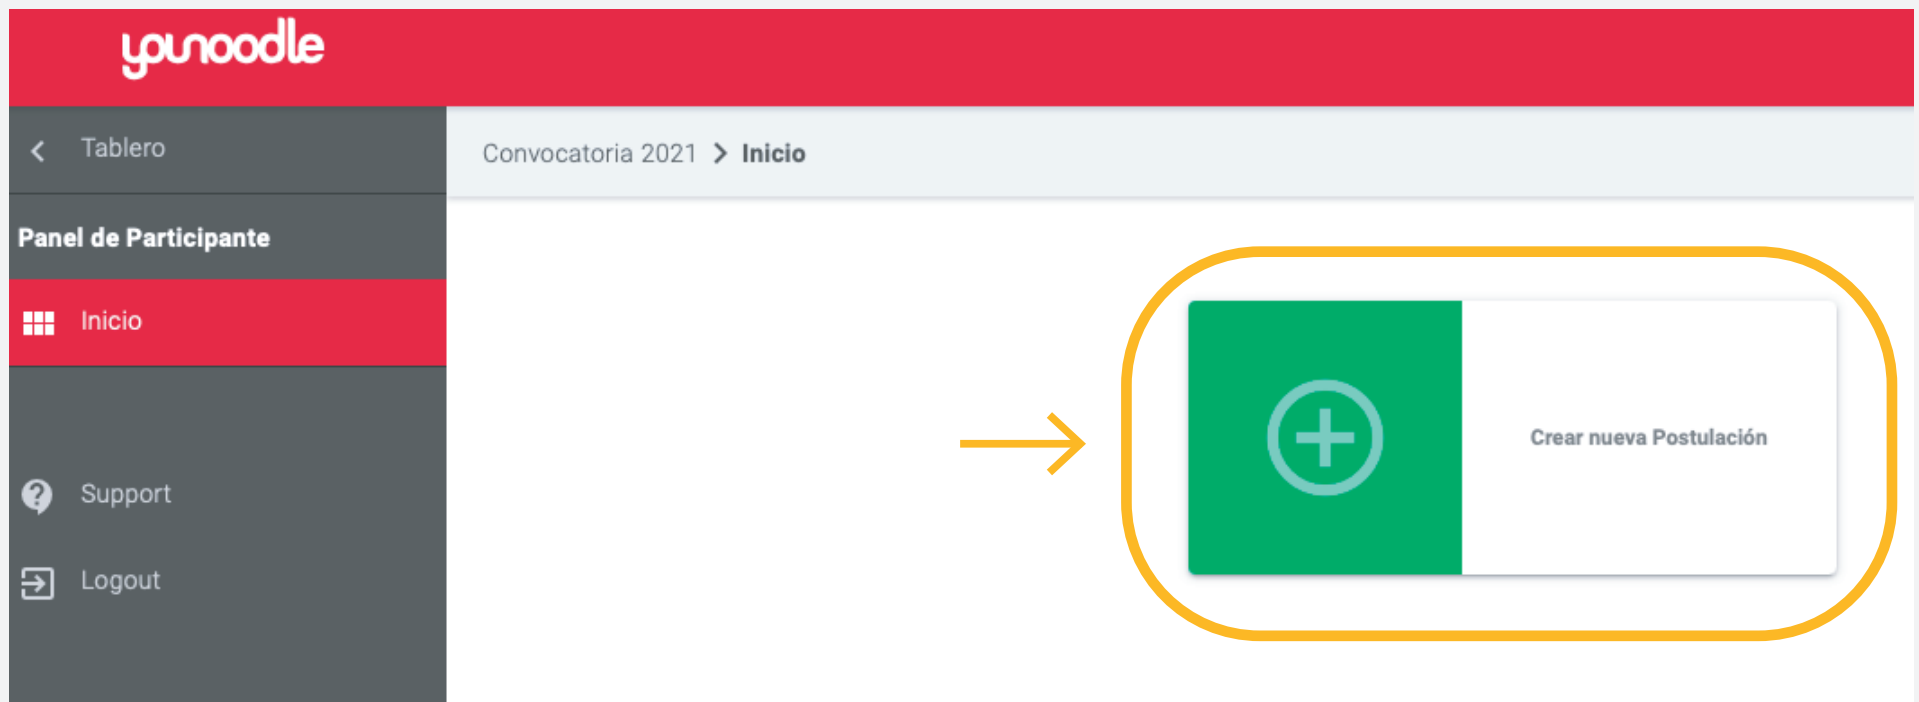 younoodle
Tablero
Convocatoria 2021 > Inicio
Panel de Participante
Inicio
Crear nueva Postulación
Support
Logout